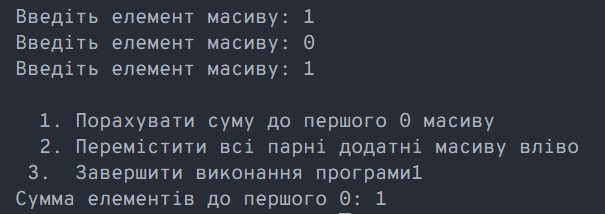 Введіть елемент масиву: 1
Введіть елемент масиву: 0
Введіть елемент масиву: 1
1. Порахувати суму до першого 0 масиву
2. Перемістити всі парні додатні масиву вліво
3. Завершити виконання програми1
Сумма елементів до першого 0: 1